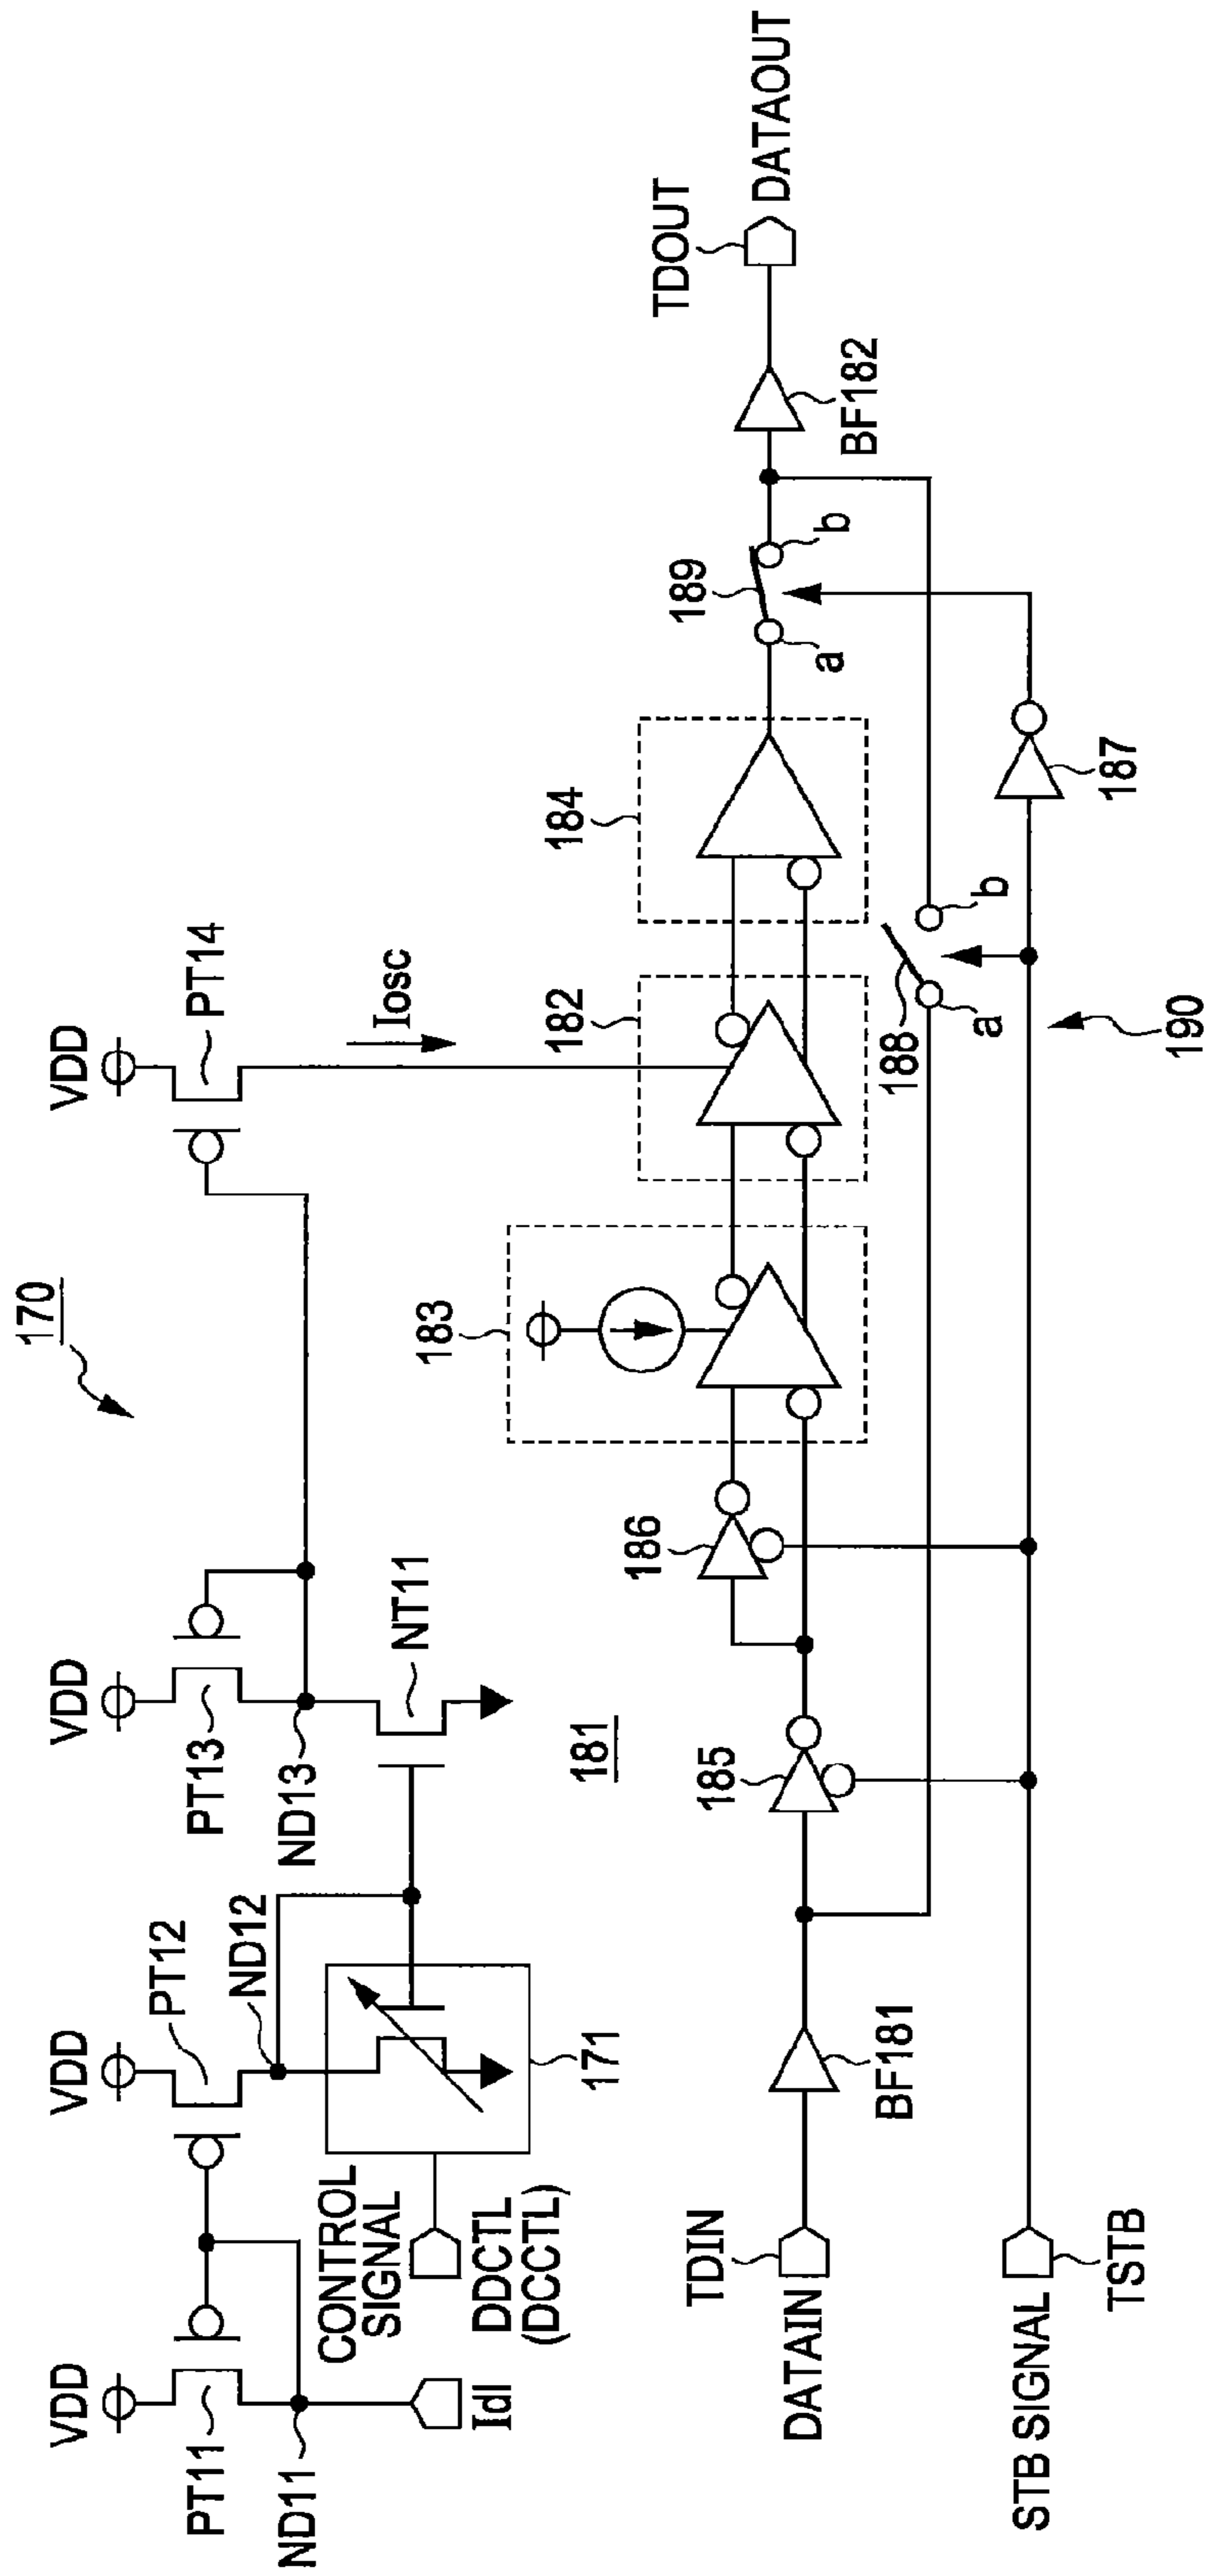 170
VDD
VDD
VDD
VDD
PT11
PT12
PT13
PT14
ND11
ND12
ND13
NT11
Iosc
Idl
CONTROL
SIGNAL
DDCTL
(DCCTL)
171
181
183
182
184
186
185
189
a
b
TDOUT
DATAOUT
BF182
TDIN
DATAIN
BF181
188
a
b
187
190
STB SIGNAL
TSTB